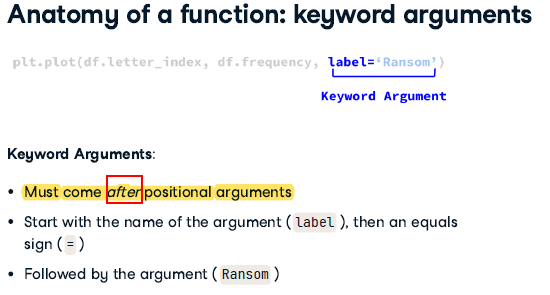 Anatomy of a function: keyword arguments
plt.plot(df.letter_index, df.frequency, label=‘Ransom’)
Keyword Argument
Keyword Arguments:
• Must come after positional arguments
• Start with the name of the argument ( label ), then an equals
sign ( = )
• Followed by the argument ( Ransom )